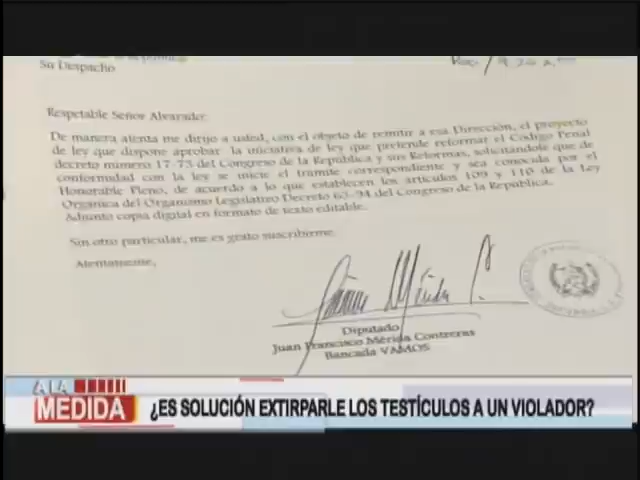 Su Despacho
Respetable Señor Alvarado:
De manera atenta me dirijo a usted, con el objeto de remitir a esa Dirección, el proyecto
de ley que dispone aprobar la iniciativa de ley que pretende reformar el Código Penal
decreto número 17-73 del Congreso de la República y sus Reformas, solicitándole que de
conformidad con la ley se inicie el tramite correspondiente y sea conocida por el
Honorable Pleno, de acuerdo a lo que establecen los artículos 109 y 110 de la Ley
Orgánica del Organismo Legislativo Decreto 63-94 del Congreso de la República.
Adjunto copia digital en formato de texto editable.
Sin otro particular, me es grato suscribirme.
Atentamente,
Diputado
Juan Francisco Mérida Contreras
Bancada VAMOS
A LA
MEDIDA
¿ES SOLUCIÓN EXTIRPARLE LOS TESTÍCULOS A UN VIOLADOR?